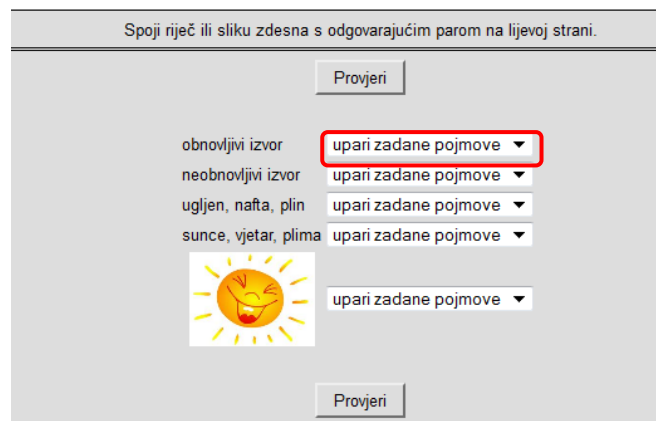 Spoji riječ ili sliku zdesna s odgovarajućim parom na lijevoj strani.
Provjeri
obnovljivi izvor upari zadane pojmove
neobnovljivi izvor upari zadane pojmove
ugljen, nafta, plin upari zadane pojmove
sunce, vjetar, plima upari zadane pojmove
upari zadane pojmove
Provjeri